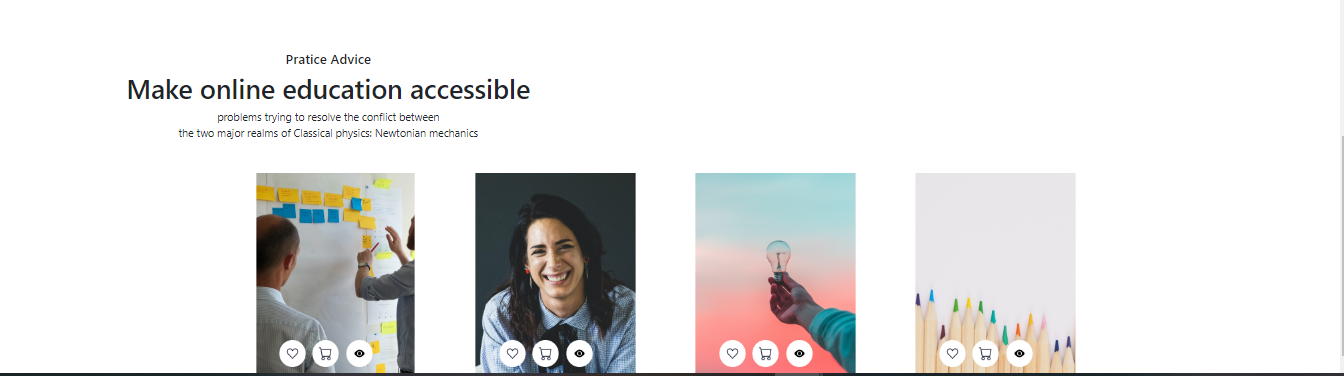 Pratice Advice
Make online education accessible
problems trying to resolve the conflict between
the two major realms of Classical physics: Newtonian mechanics